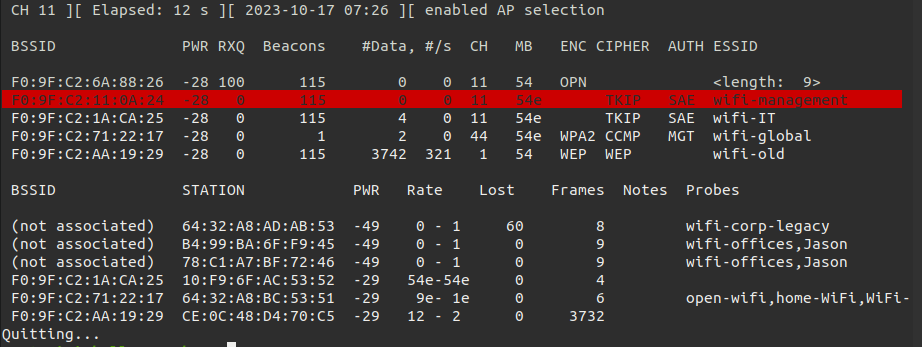 CH 11 ][ Elapsed: 12 s ][ 2023-10-17 07:26 ][ enabled AP selection
BSSID PWR RXQ Beacons #Data, #/s CH MB ENC CIPHER AUTH ESSID
F0:9F:C2:6A:88:26 -28 100 115 0 0 11 54 OPN <length: 9>
F0:9F:C2:11:0A:24 -28 0 115 0 0 11 54e TKIP SAE wifi-management
F0:9F:C2:1A:CA:25 -28 0 115 4 0 11 54e TKIP SAE wifi-IT
F0:9F:C2:71:22:17 -28 0 1 2 0 44 54e WPA2 CCMP MGT wifi-global
F0:9F:C2:AA:19:29 -28 0 115 3742 321 1 54 WEP WEP wifi-old
BSSID STATION PWR Rate Lost Frames Notes Probes
(not associated) 64:32:A8:AD:AB:53 -49 0 - 1 60 8 wifi-corp-legacy
(not associated) B4:99:BA:6F:F9:45 -49 0 - 1 0 9 wifi-offices,Jason
(not associated) 78:C1:A7:BF:72:46 -49 0 - 1 0 9 wifi-offices,Jason
F0:9F:C2:1A:CA:25 10:F9:6F:AC:53:52 -29 54e-54e 0 4
F0:9F:C2:71:22:17 64:32:A8:BC:53:51 -29 9e- 1e 0 6 open-wifi,home-WiFi,WiFi-
F0:9F:C2:AA:19:29 CE:0C:48:D4:70:C5 -29 12 - 2 0 3732
Quitting...